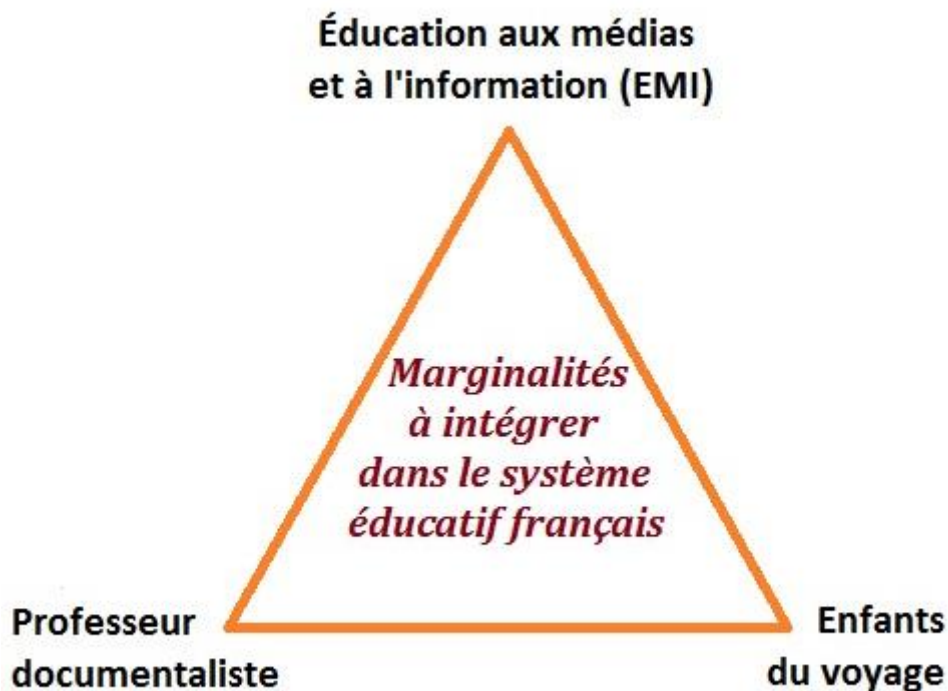 Éducation aux médias
et à l'information (EMI)
Marginalités
à intégrer
dans le système
éducatif français
Professeur
documentaliste
Enfants
du voyage